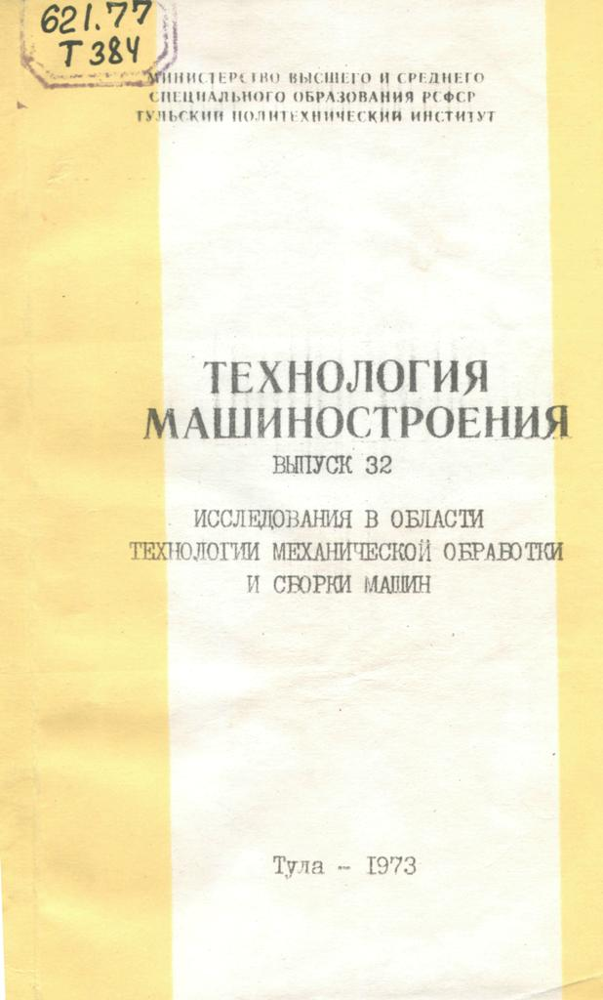 621.77
Т 384
МИНИСТЕРСТВО ВЫСШЕГО И СРЕДНЕГО
СПЕЦИАЛЬНОГО ОБРАЗОВАНИЯ РСФСР
ТУЛЬСКИЙ ПОЛИТЕХНИЧЕСКИЙ ИНСТИТУТ
ТЕХНОЛОГИЯ
МАШИНОСТРОЕНИЯ
ВЫПУСК 32
ИССЛЕДОВАНИЯ В ОБЛАСТИ
ТЕХНОЛОГИИ МЕХАНИЧЕСКОЙ ОБРАБОТКИ
И СБОРКИ МАШИН
Тула - 1973